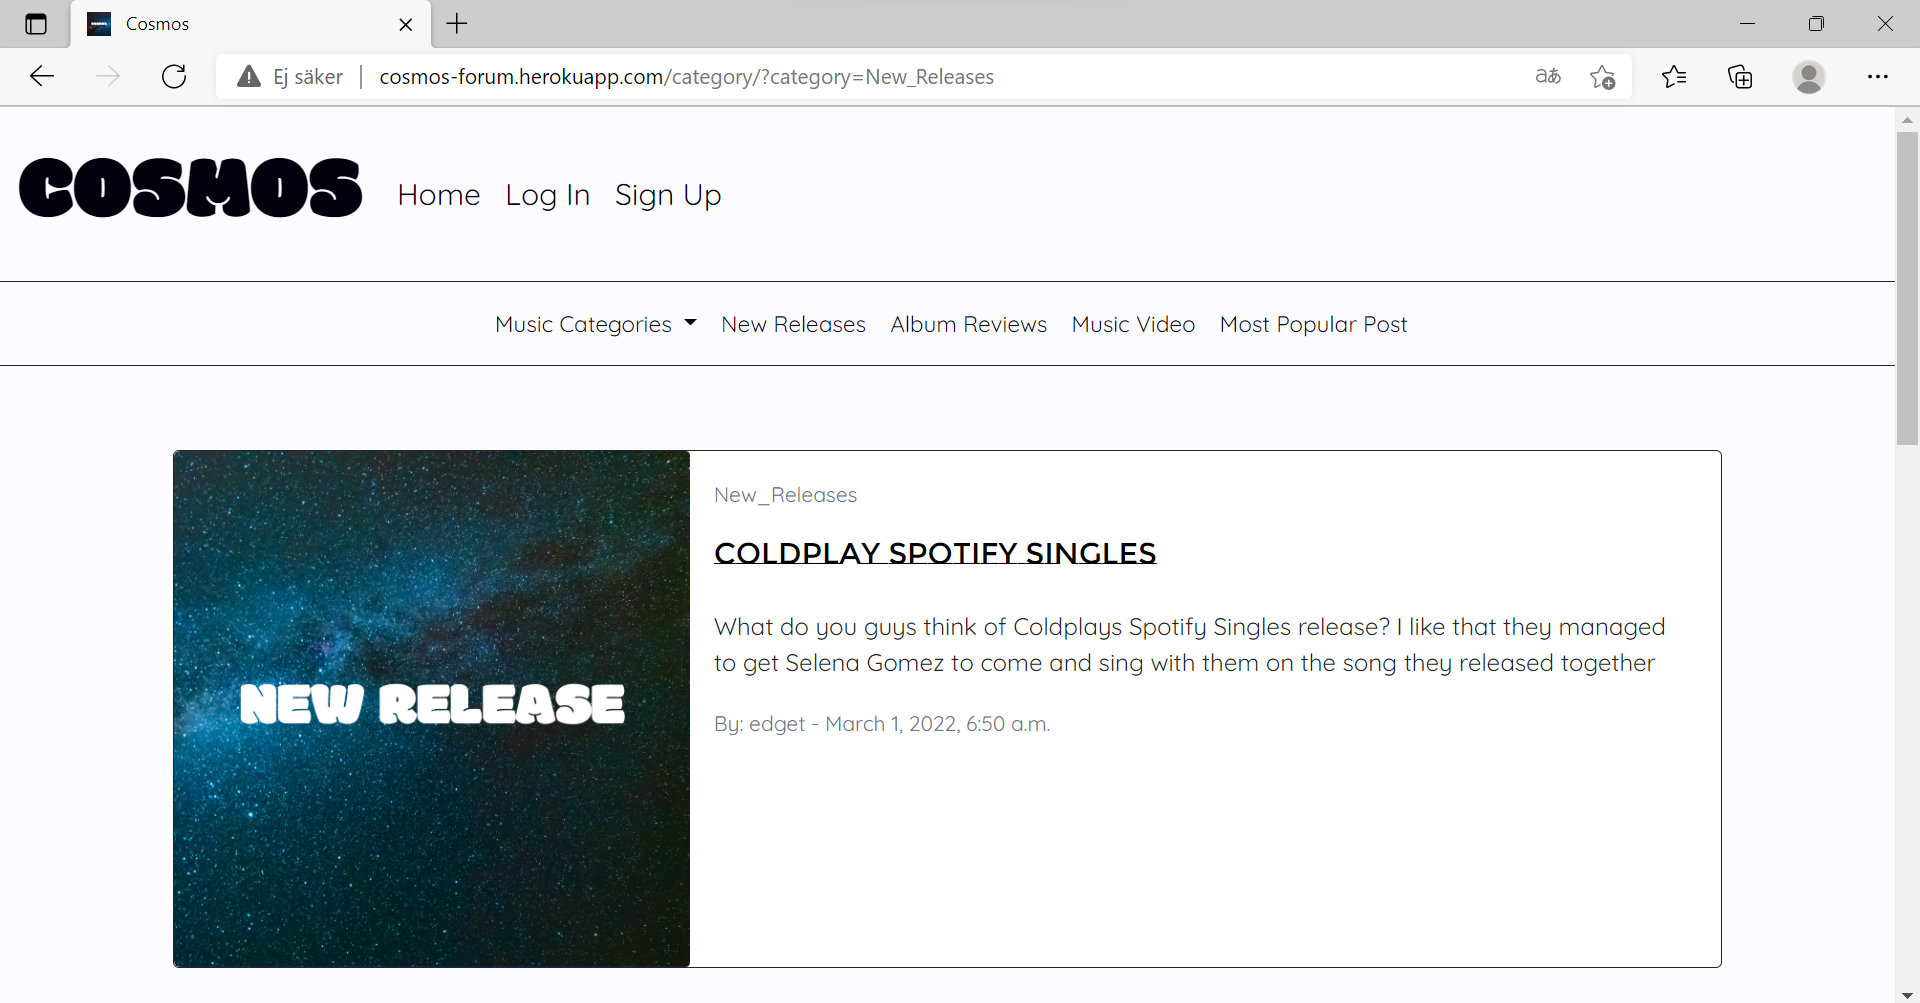 Cosmos
Ej säker
cosmos-forum.herokuapp.com/category/?category=New_Releases
aあ
COSMOS
Home Log In Sign Up
Music Categories New Releases Album Reviews Music Video Most Popular Post
NEW RELEASE
New_Releases
COLDPLAY SPOTIFY SINGLES
What do you guys think of Coldplays Spotify Singles release? I like that they managed
to get Selena Gomez to come and sing with them on the song they released together
By: edget - March 1, 2022, 6:50 a.m.